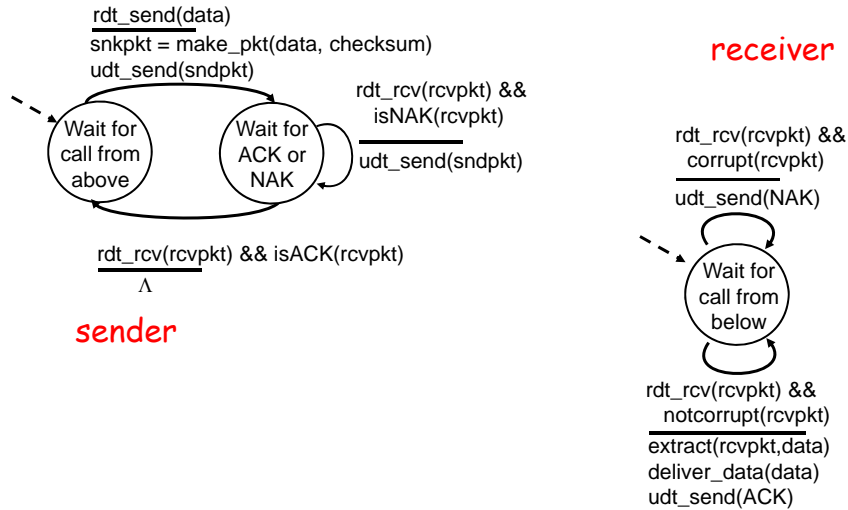 rdt_send(data)
snkpkt = make_pkt(data, checksum)
udt_send(sndpkt)
Wait for
call from
above
Wait for
ACK or
NAK
rdt_rcv(rcvpkt) &&
isNAK(rcvpkt)
udt_send(sndpkt)
rdt_rcv(rcvpkt) && isACK(rcvpkt)
Λ
sender
receiver
rdt_rcv(rcvpkt) &&
corrupt(rcvpkt)
udt_send(NAK)
Wait for
call from
below
rdt_rcv(rcvpkt) &&
notcorrupt(rcvpkt)
extract(rcvpkt,data)
deliver_data(data)
udt_send(ACK)